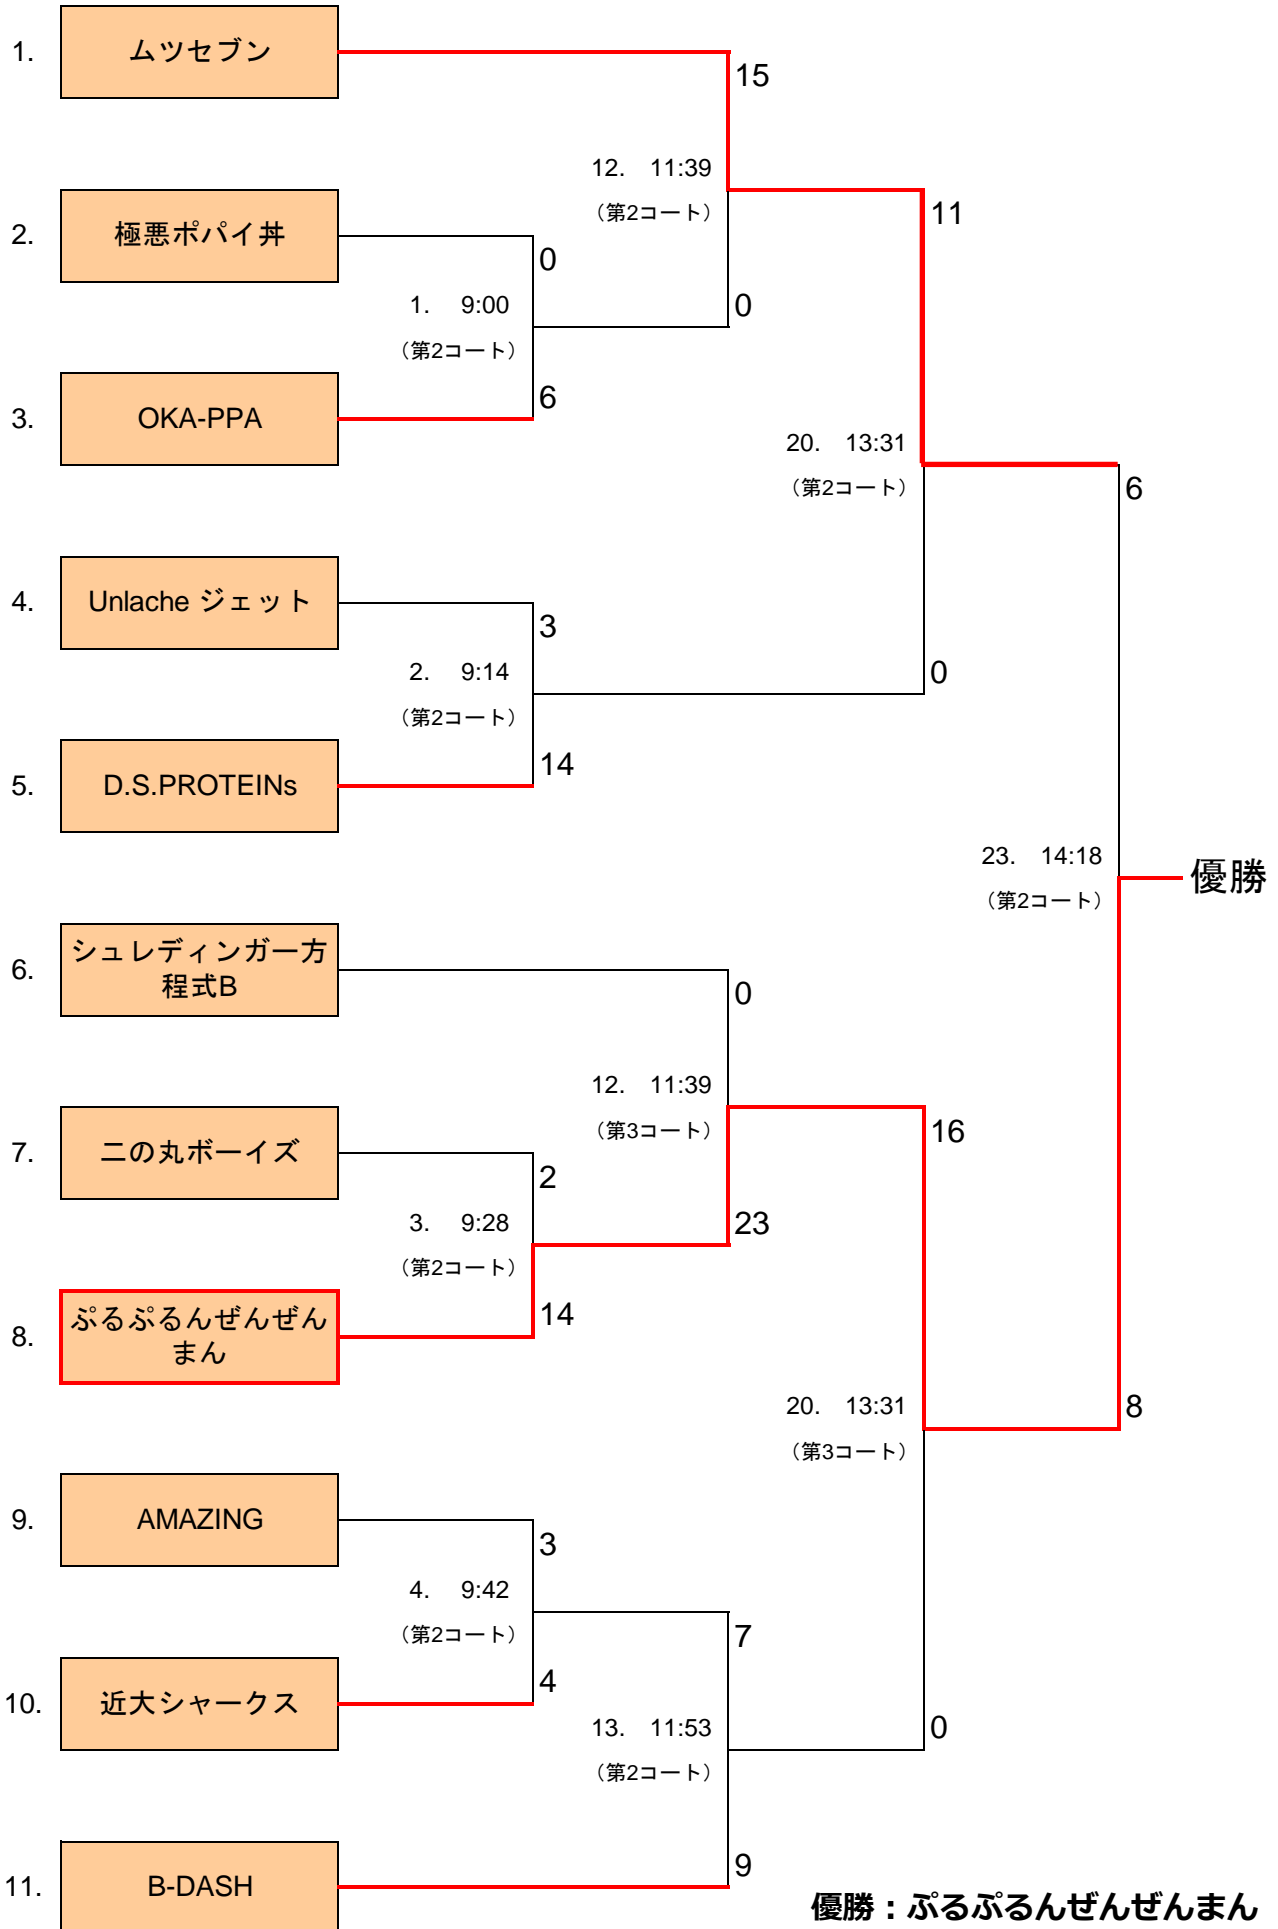 1.
ムツセブン
15
12. 11:39
（第2コート）
11
2.
極悪ポパイ丼
0
1. 9:00
（第2コート）
0
3.
OKA-PPA
6
20. 13:31
（第2コート）
6
4.
Unlache ジェット
3
2. 9:14
（第2コート）
0
5.
D.S.PROTEINs
14
23. 14:18
（第2コート）
優勝
6.
シュレディンガー方
程式B
0
12. 11:39
（第3コート）
16
7.
二の丸ボーイズ
2
3. 9:28
（第2コート）
23
8.
ぷるぷるんぜんぜん
まん
14
20. 13:31
（第3コート）
8
9.
AMAZING
3
4. 9:42
（第2コート）
7
10.
近大シャークス
4
13. 11:53
（第2コート）
0
11.
B-DASH
9
優勝：ぷるぷるんぜんぜんまん